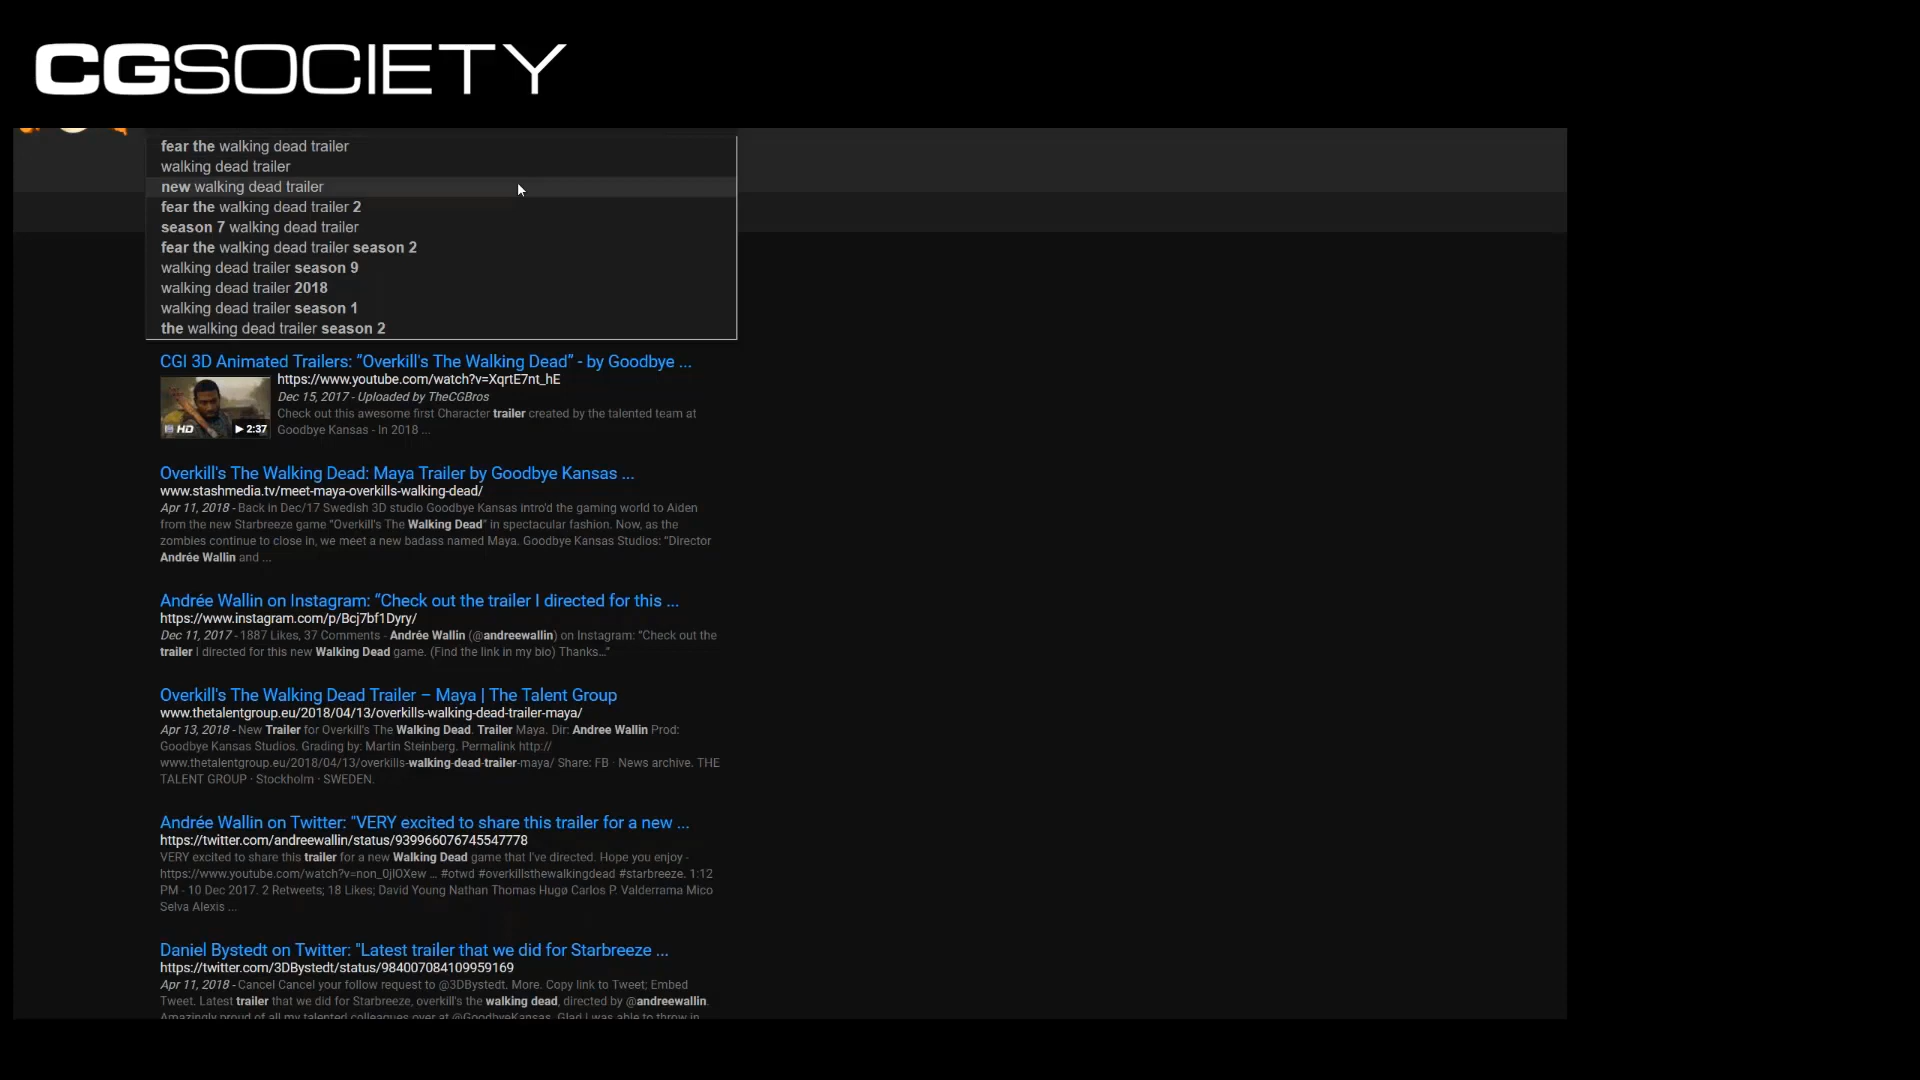 CGSOCIETY
fear the walking dead trailer
walking dead trailer
new walking dead trailer
fear the walking dead trailer 2
season 7 walking dead trailer
fear the walking dead trailer season 2
walking dead trailer season 9
walking dead trailer 2018
walking dead trailer season 1
the walking dead trailer season 2
CGI 3D Animated Trailers: “Overkill's The Walking Dead” - by Goodbye ...
https://www.youtube.com/watch?v=XqrtE7nt_hE
Dec 15, 2017 - Uploaded by TheCGBros
Check out this awesome first Character trailer created by the talented team at
Goodbye Kansas - In 2018 ...
HD
2:37
Overkill's The Walking Dead: Maya Trailer by Goodbye Kansas ...
www.stashmedia.tv/meet-maya-overkills-walking-dead/
Apr 11, 2018 - Back in Dec/17 Swedish 3D studio Goodbye Kansas intro'd the gaming world to Aiden
from the new Starbreeze game “Overkill's The Walking Dead” in spectacular fashion. Now, as the
zombies continue to close in, we meet a new badass named Maya. Goodbye Kansas Studios: “Director
Andrée Wallin and ...
Andrée Wallin on Instagram: “Check out the trailer I directed for this ...
https://www.instagram.com/p/Bcj7bf1Dyry/
Dec 11, 2017 - 1887 Likes, 37 Comments - Andrée Wallin (@andreewallin) on Instagram: “Check out the
trailer I directed for this new Walking Dead game. (Find the link in my bio) Thanks…”
Overkill's The Walking Dead Trailer – Maya | The Talent Group
www.thetalentgroup.eu/2018/04/13/overkills-walking-dead-trailer-maya/
Apr 13, 2018 - New Trailer for Overkill's The Walking Dead. Trailer Maya. Dir: Andree Wallin Prod:
Goodbye Kansas Studios. Grading by: Martin Steinberg. Permalink http://
www.thetalentgroup.eu/2018/04/13/overkills-walking-dead-trailer-maya/ Share: FB · News archive. THE
TALENT GROUP · Stockholm · SWEDEN.
Andrée Wallin on Twitter: "VERY excited to share this trailer for a new ...
https://twitter.com/andreewallin/status/939966076745547778
VERY excited to share this trailer for a new Walking Dead game that I've directed. Hope you enjoy -
https://www.youtube.com/watch?v=non_0jlOXew ... #otwd #overkillsthewalkingdead #starbreeze. 1:12
PM - 10 Dec 2017. 2 Retweets; 18 Likes; David Young Nathan Thomas Hugø Carlos P. Valderrama Mico
Selva Alexis ...
Daniel Bystedt on Twitter: "Latest trailer that we did for Starbreeze ...
https://twitter.com/3DBystedt/status/984007084109959169
Apr 11, 2018 - Cancel Cancel your follow request to @3DBystedt. More. Copy link to Tweet; Embed
Tweet. Latest trailer that we did for Starbreeze, overkill's the walking dead, directed by @andreewallin.
Amazingly proud of all my talented colleagues over at @GoodbyeKansas. Glad I was able to throw in